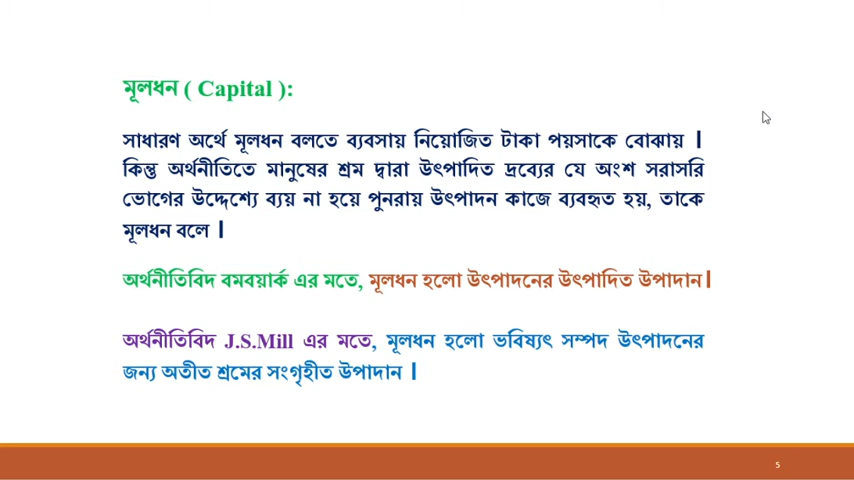 মূলধন ( Capital ):
সাধারণ অর্থে মূলধন বলতে ব্যবসায় নিয়োজিত টাকা পয়সাকে বোঝায় ।
কিন্তু অর্থনীতিতে মানুষের শ্রম দ্বারা উৎপাদিত দ্রব্যের যে অংশ সরাসরি
ভোগের উদ্দেশ্যে ব্যয় না হয়ে পুনরায় উৎপাদন কাজে ব্যবহৃত হয়, তাকে
মূলধন বলে ।
অর্থনীতিবিদ বমবয়ার্ক এর মতে, মূলধন হলো উৎপাদনের উৎপাদিত উপাদান।
অর্থনীতিবিদ J.S.Mill এর মতে, মূলধন হলো ভবিষ্যৎ সম্পদ উৎপাদনের
জন্য অতীত শ্রমের সংগৃহীত উপাদান ।
5